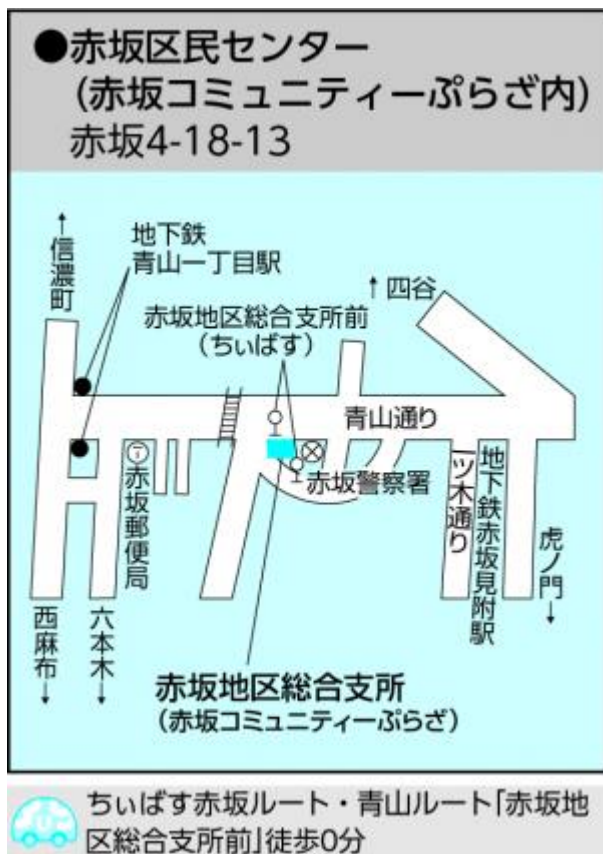 ●赤坂区民センター
(赤坂コミュニティーぷらざ内)
赤坂4-18-13
↑信濃町
地下鉄
青山一丁目駅
↑四谷
赤坂地区総合支所前
(ちぃばす)
青山通り
〒赤坂郵便局
赤坂警察署
一ツ木通り
地下鉄赤坂見附駅
虎ノ門↓
西麻布↓
六本木↓
赤坂地区総合支所
(赤坂コミュニティーぷらざ)
ちぃばす赤坂ルート・青山ルート「赤坂地
区総合支所前」徒歩0分